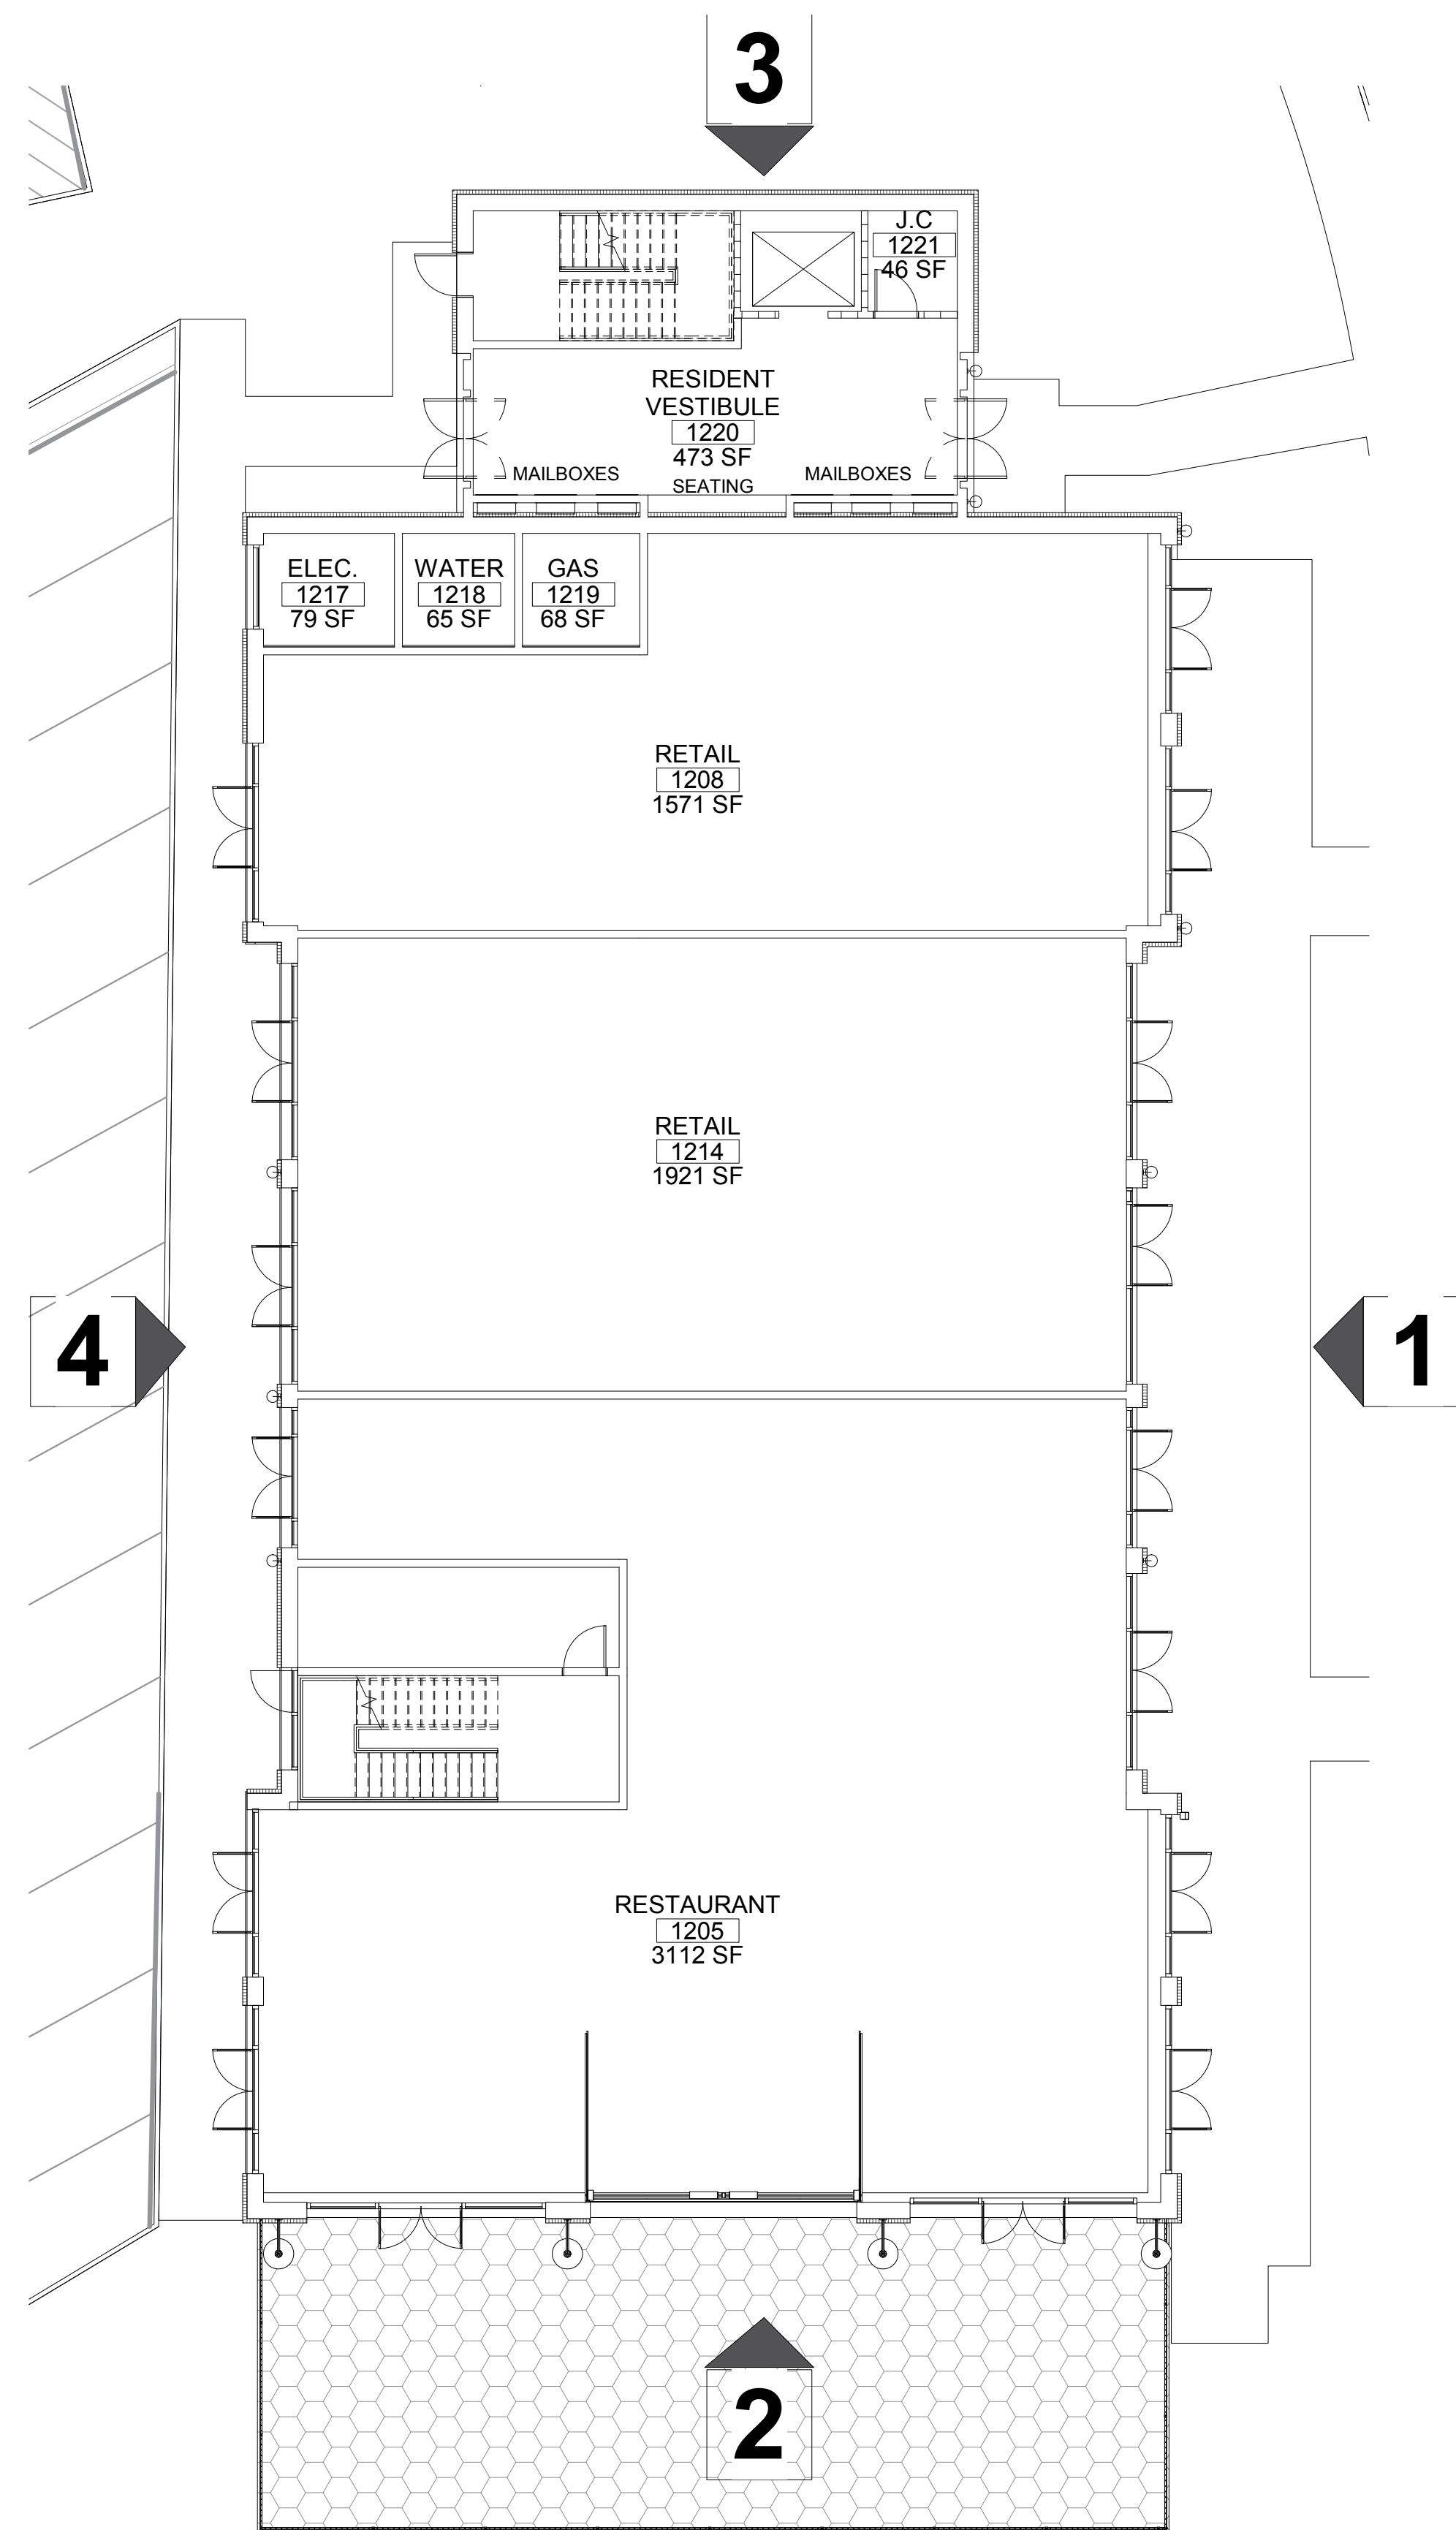 3
J.C
1221
46 SF
RESIDENT
VESTIBULE
1220
473 SF
MAILBOXES
SEATING
MAILBOXES
ELEC.
1217
79 SF
WATER
1218
65 SF
GAS
1219
68 SF
RETAIL
1208
1571 SF
RETAIL
1214
1921 SF
4
1
RESTAURANT
1205
3112 SF
2